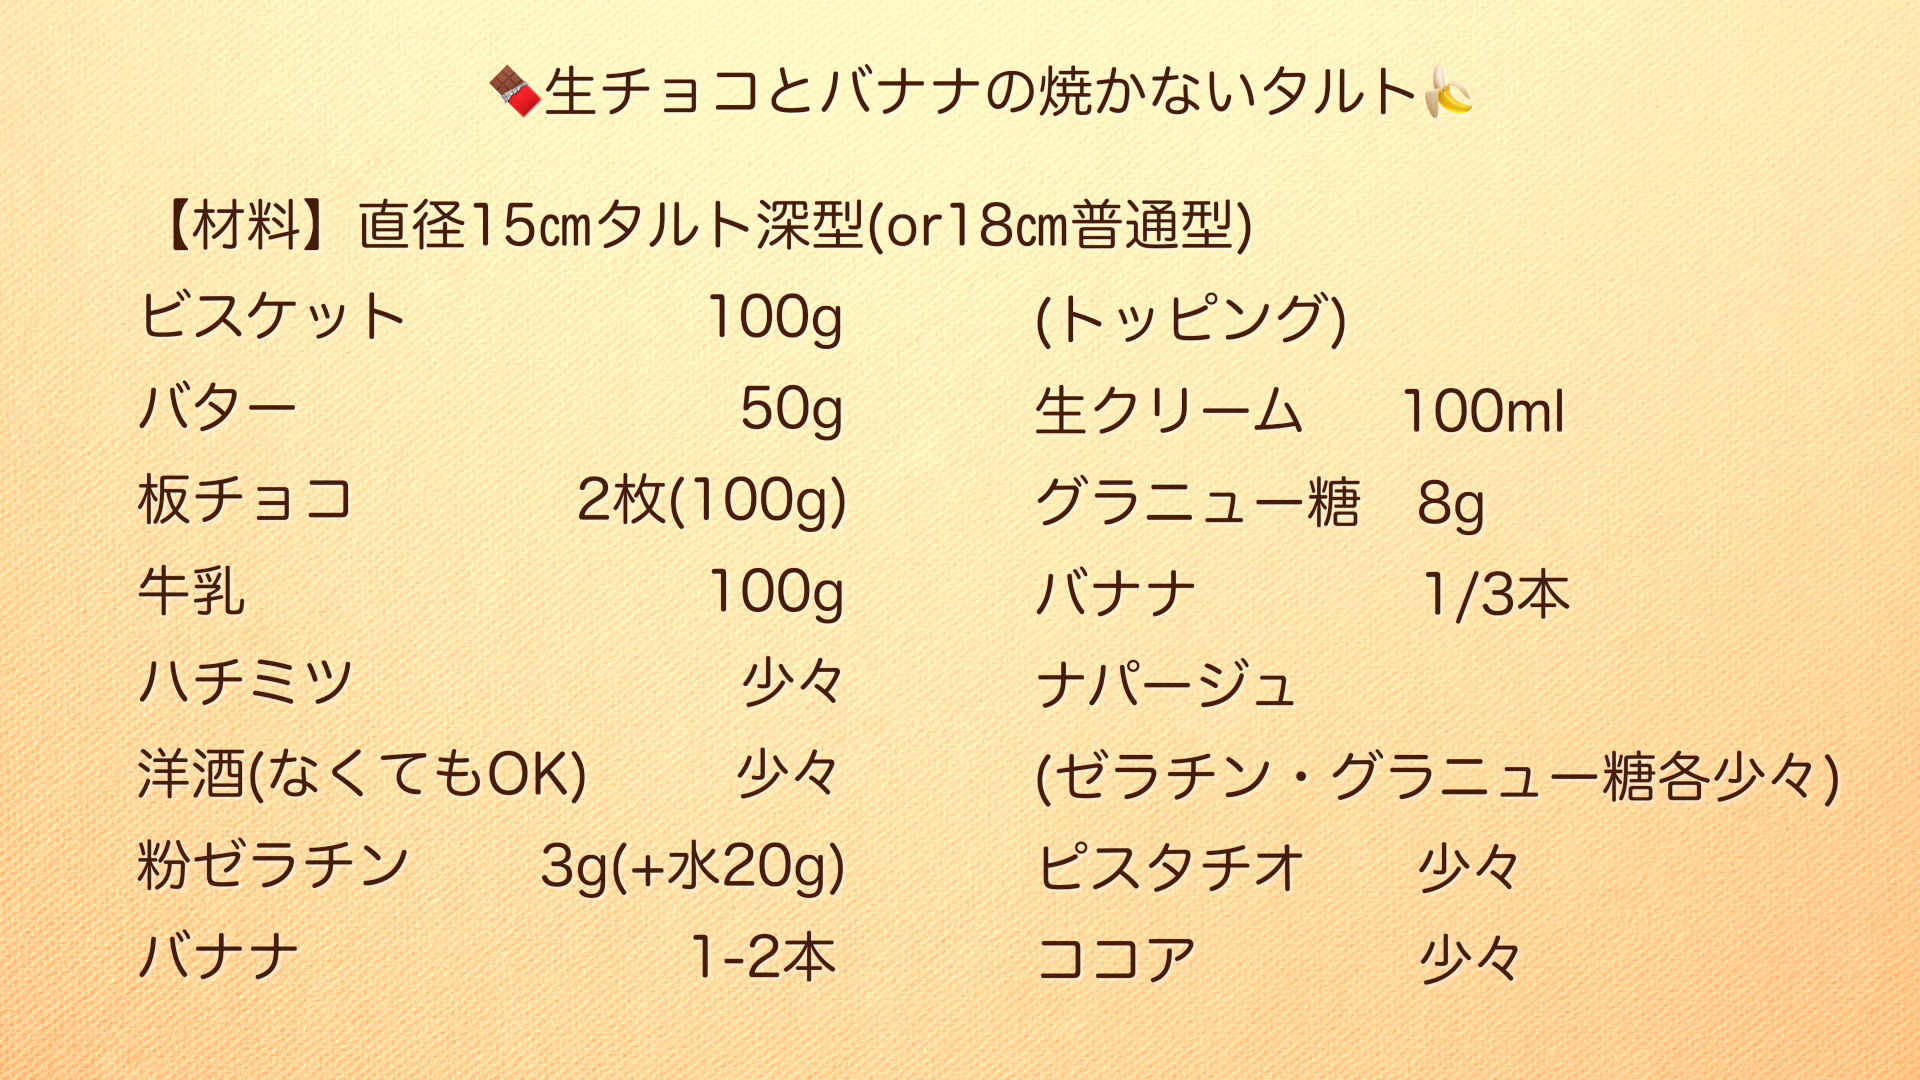 🍫生チョコとバナナの焼かないタルト🍌
【材料】直径15㎝タルト深型(or18㎝普通型)
ビスケット 100g
バター 50g
板チョコ 2枚(100g)
牛乳 100g
ハチミツ 少々
洋酒(なくてもOK) 少々
粉ゼラチン 3g(+水20g)
バナナ 1-2本
(トッピング)
生クリーム 100ml
グラニュー糖 8g
バナナ 1/3本
ナパージュ
(ゼラチン・グラニュー糖各少々)
ピスタチオ 少々
ココア 少々